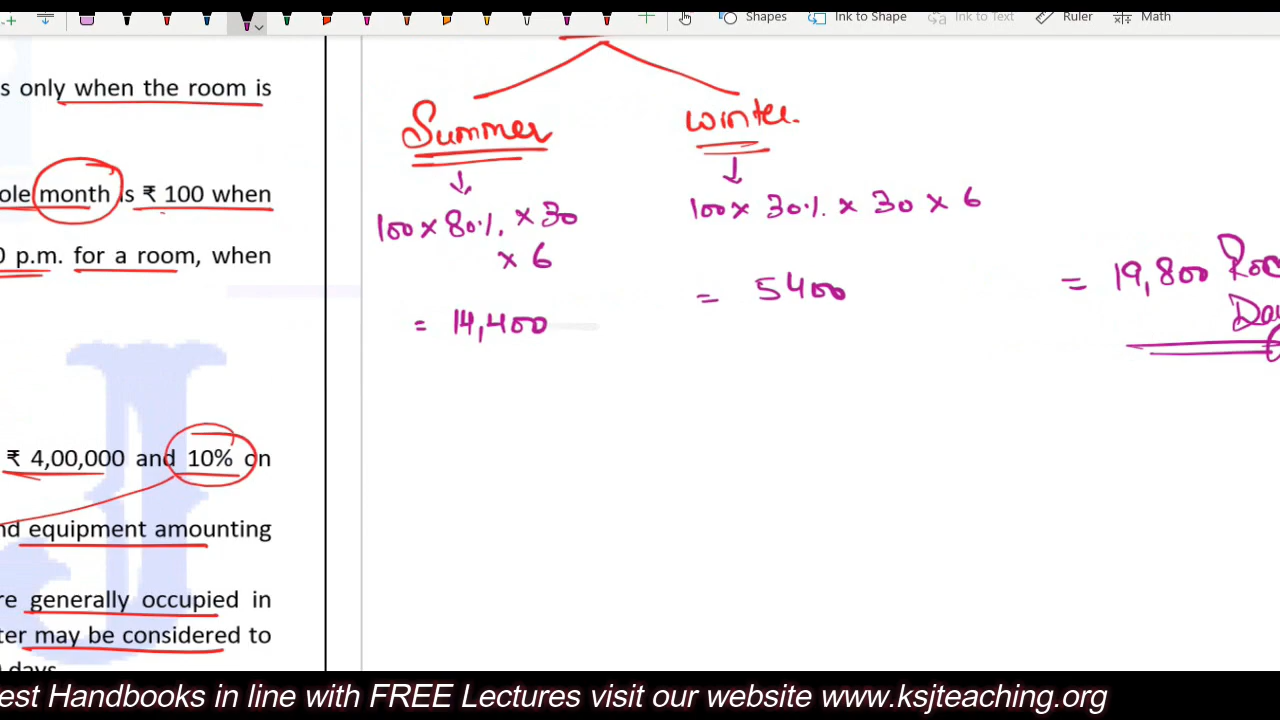 Shapes
Ink to Shape
Ink to Text
Ruler
Math
s only when the room is
ole month is ₹ 100 when
0 p.m. for a room, when
₹ 4,00,000 and 10% on
nd equipment amounting
re generally occupied in
ter may be considered to
days
Summer
100 × 80%. × 30
× 6
= 14,400
Winter.
100 × 30%. × 30 × 6
= 5400
= 19,800 Roo
Day
est Handbooks in line with FREE Lectures visit our website www.ksjteaching.org